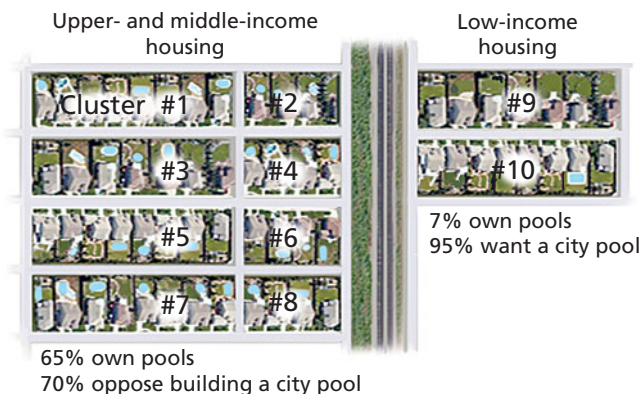 Upper- and middle-income
housing
Low-income
housing
Cluster #1
#2
#9
#3
#4
#10
#5
#6
7% own pools
95% want a city pool
#7
#8
65% own pools
70% oppose building a city pool